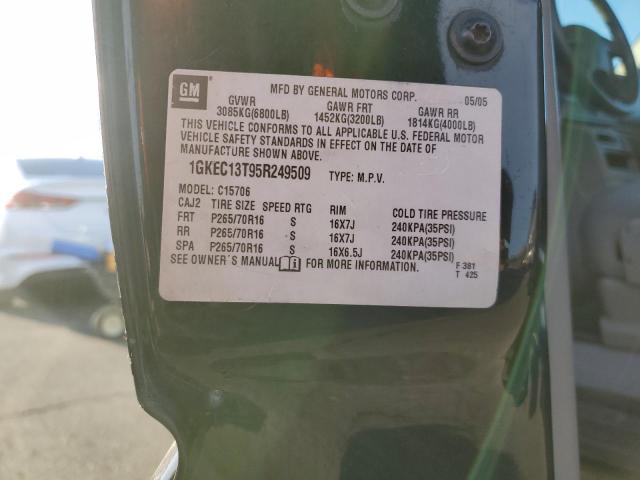 GM
MFD BY GENERAL MOTORS CORP. 05/05
GVWR GAWR FRT GAWR RR
3085KG(6800LB) 1452KG(3200LB) 1814KG(4000LB)
THIS VEHICLE CONFORMS TO ALL APPLICABLE U.S. FEDERAL MOTOR
VEHICLE SAFETY STANDARDS IN EFFECT ON THE DATE OF
MANUFACTURE SHOWN ABOVE.
1GKEC13T95R249509 TYPE: M.P.V.
MODEL: C15706
CAJ2 TIRE SIZE SPEED RTG RIM COLD TIRE PRESSURE
FRT P265/70R16 S 16X7J 240KPA(35PSI)
RR P265/70R16 S 16X7J 240KPA(35PSI)
SPA P265/70R16 S 16X6.5J 240KPA(35PSI)
SEE OWNER'S MANUAL FOR MORE INFORMATION.
F 381
T 425